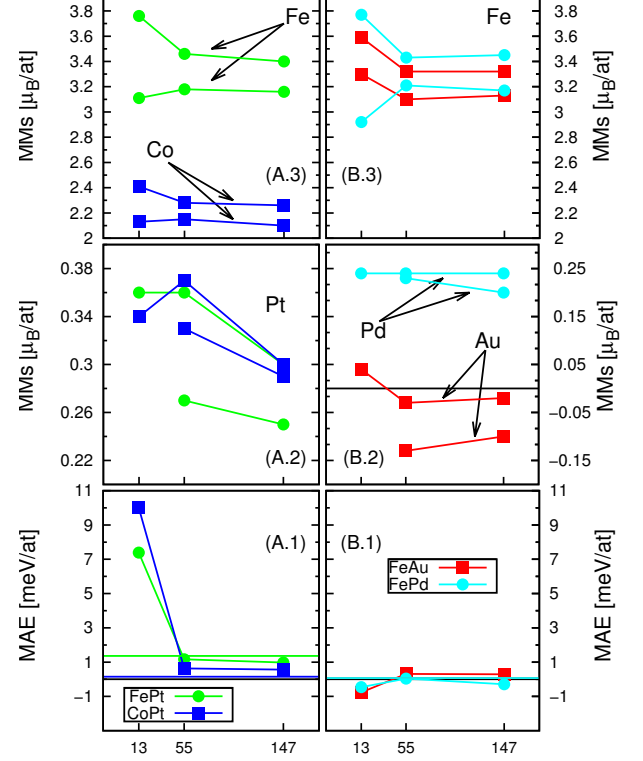 3.8
3.6
3.4
3.2
3
2.8
2.6
2.4
2.2
2
MMs [μB/at]
Fe
Co
(A.3)
Fe
(B.3)
3.8
3.6
3.4
3.2
3
2.8
2.6
2.4
2.2
2
MMs [μB/at]
0.38
0.34
0.3
0.26
0.22
MMs [μB/at]
Pt
(A.2)
Pd
Au
(B.2)
0.25
0.15
0.05
−0.05
−0.15
MMs [μB/at]
11
9
7
5
3
1
−1
MAE [meV/at]
(A.1)
FePt
CoPt
13 55 147
(B.1)
FeAu
FePd
13 55 147
11
9
7
5
3
1
−1
MAE [meV/at]